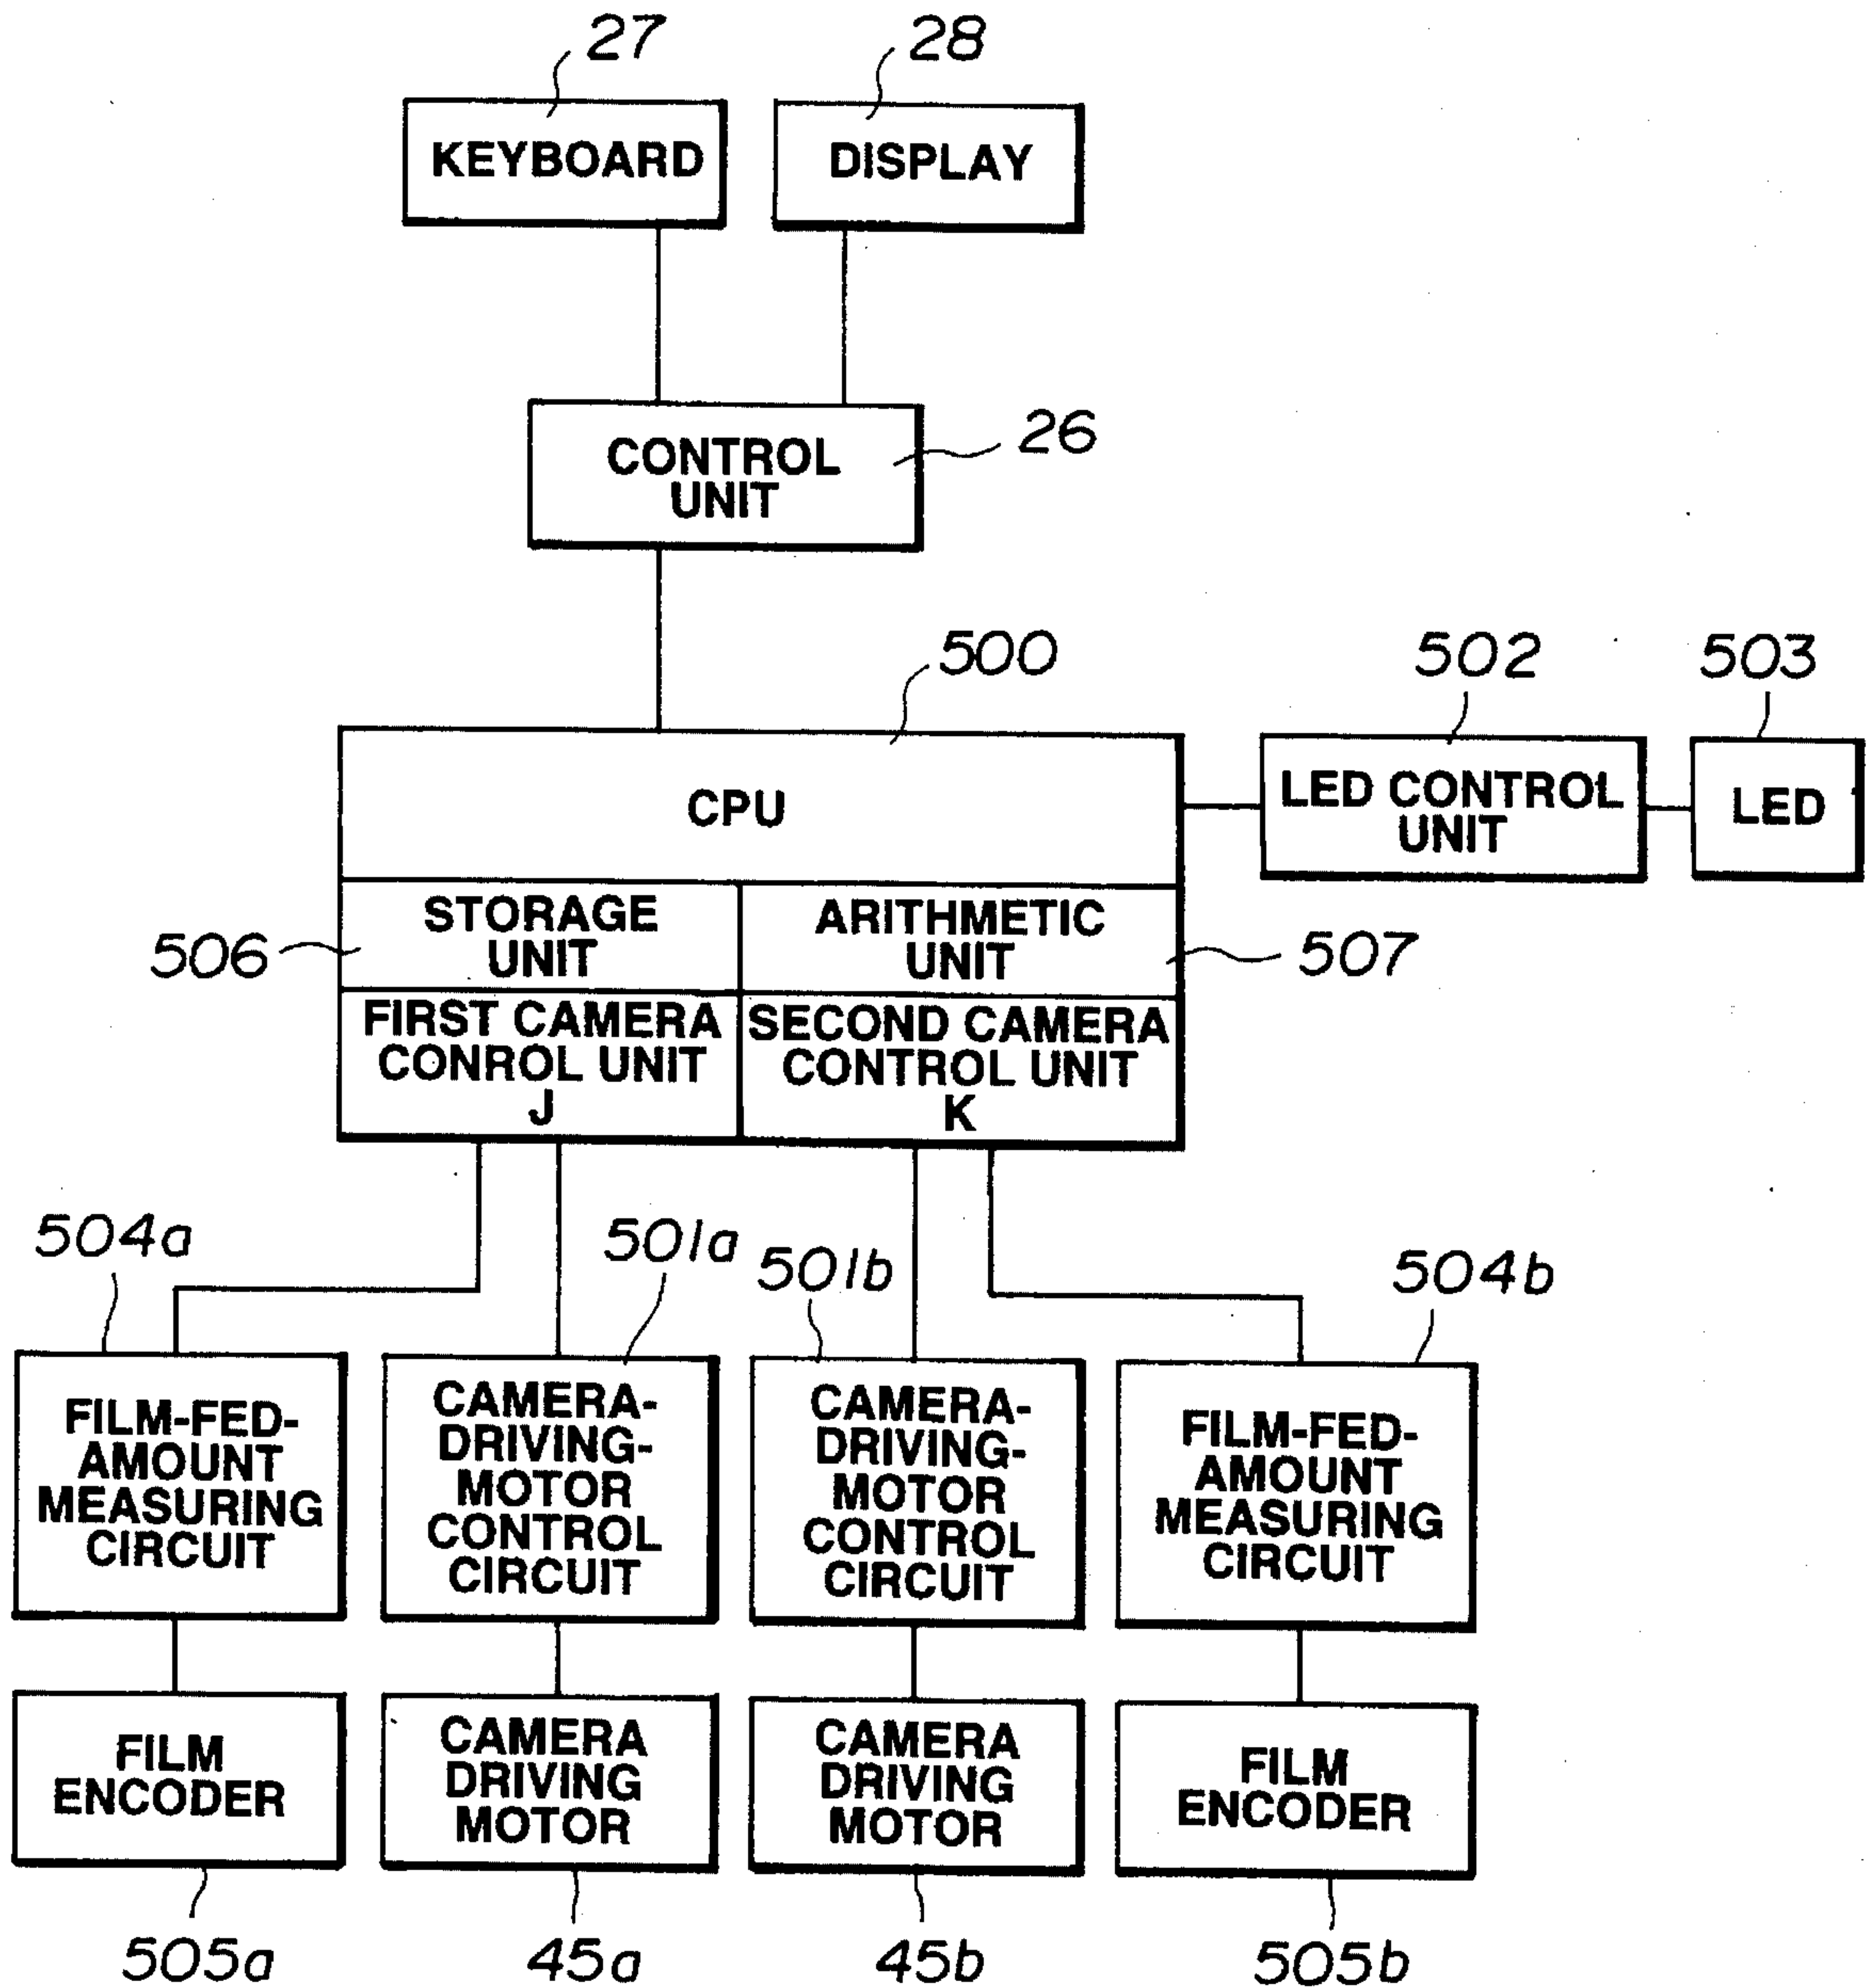 27
28
KEYBOARD
DISPLAY
26
CONTROL
UNIT
500
502
503
CPU
LED CONTROL
UNIT
LED
506
STORAGE
UNIT
ARITHMETIC
UNIT
507
FIRST CAMERA
CONROL UNIT
J
SECOND CAMERA
CONTROL UNIT
K
504a
501a
501b
504b
FILM-FED-
AMOUNT
MEASURING
CIRCUIT
CAMERA-
DRIVING-
MOTOR
CONTROL
CIRCUIT
CAMERA-
DRIVING-
MOTOR
CONTROL
CIRCUIT
FILM-FED-
AMOUNT
MEASURING
CIRCUIT
FILM
ENCODER
CAMERA
DRIVING
MOTOR
CAMERA
DRIVING
MOTOR
FILM
ENCODER
505a
45a
45b
505b